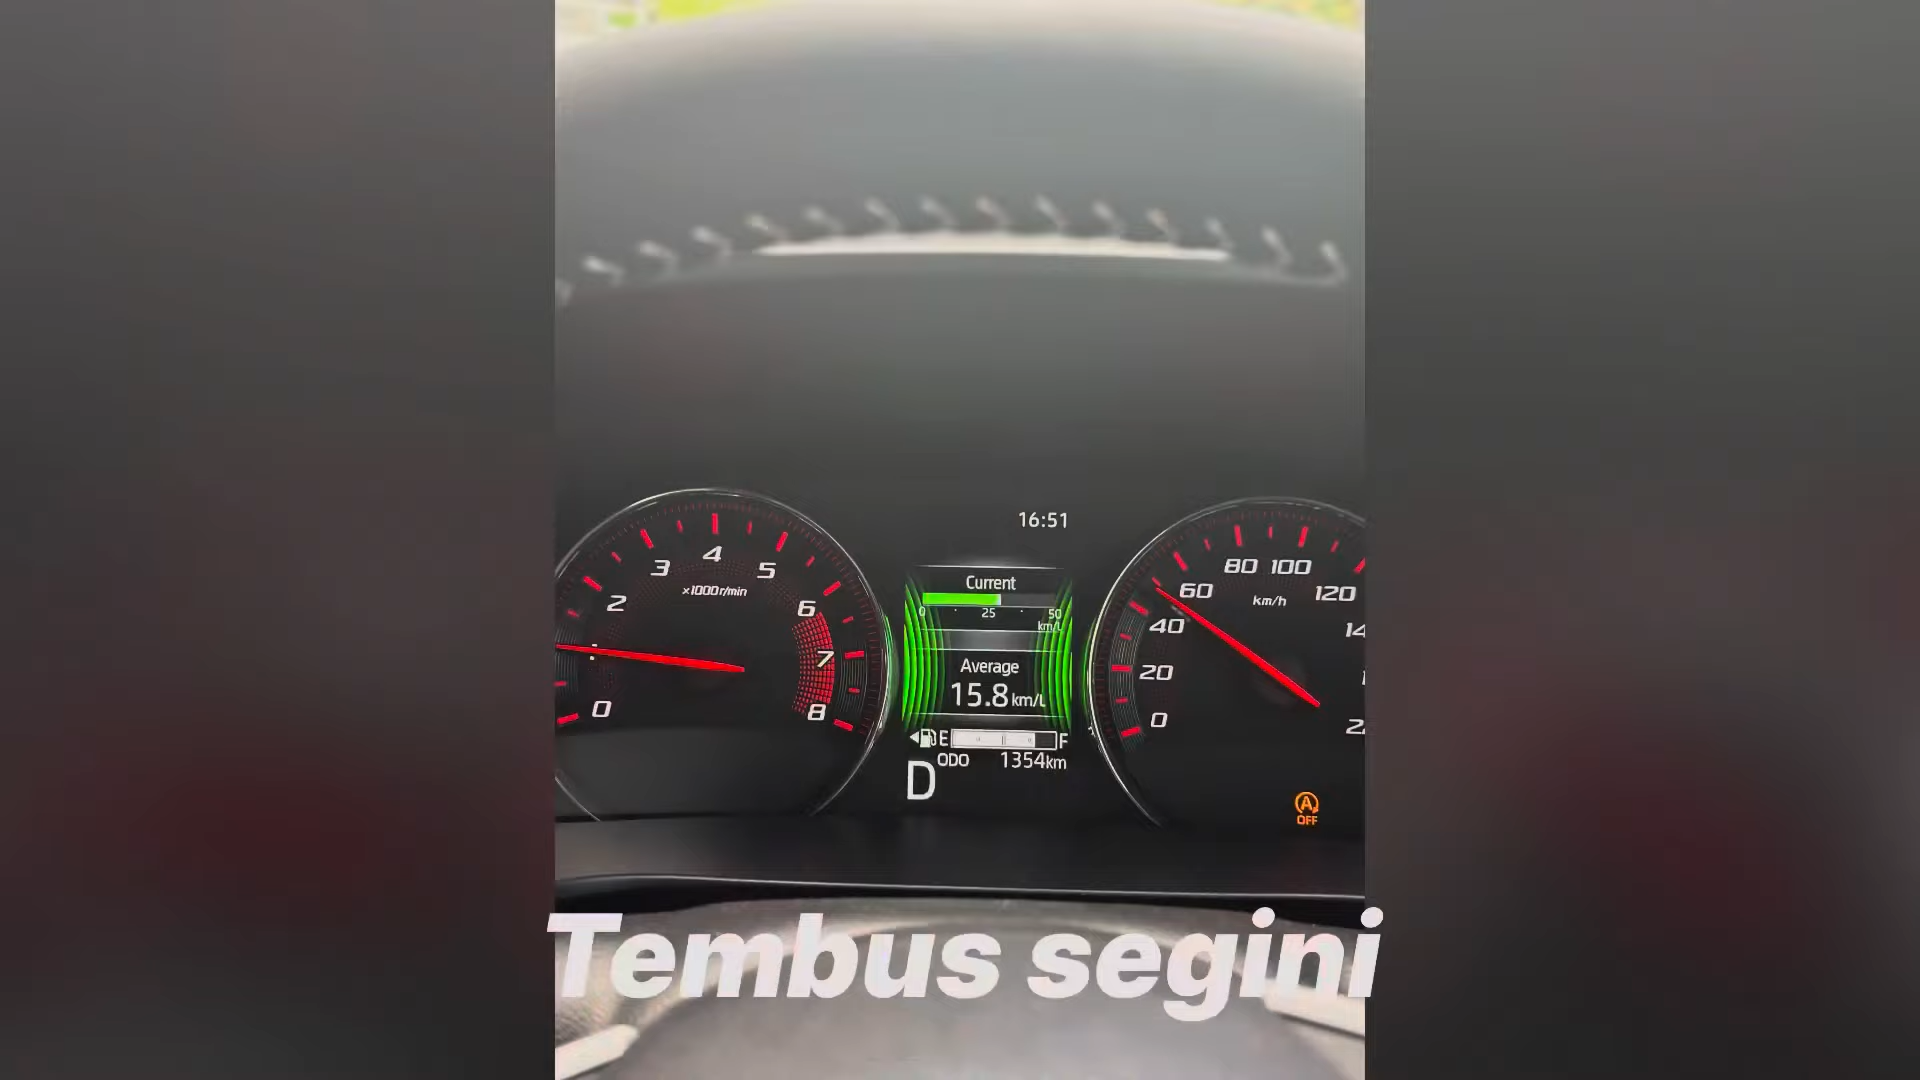 16:51
Current
0 25 50
km/L
Average
15.8 km/L
E F
ODO 1354km
D
0 2 3 4 5 6 7 8
x1000r/min
0 20 40 60 80 100 120
km/h
A
OFF
Tembus segini